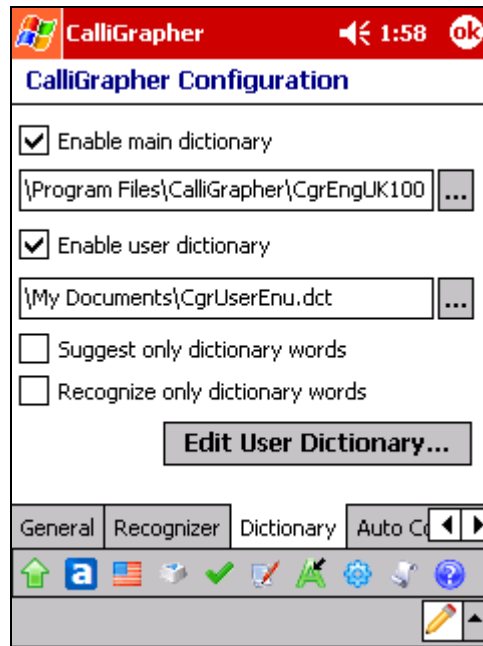 CalliGrapher 1:58 ok
CalliGrapher Configuration
Enable main dictionary
\Program Files\CalliGrapher\CgrEngUK100 ...
Enable user dictionary
\My Documents\CgrUserEnu.dct ...
Suggest only dictionary words
Recognize only dictionary words
Edit User Dictionary...
General Recognizer Dictionary Auto Co
a ?